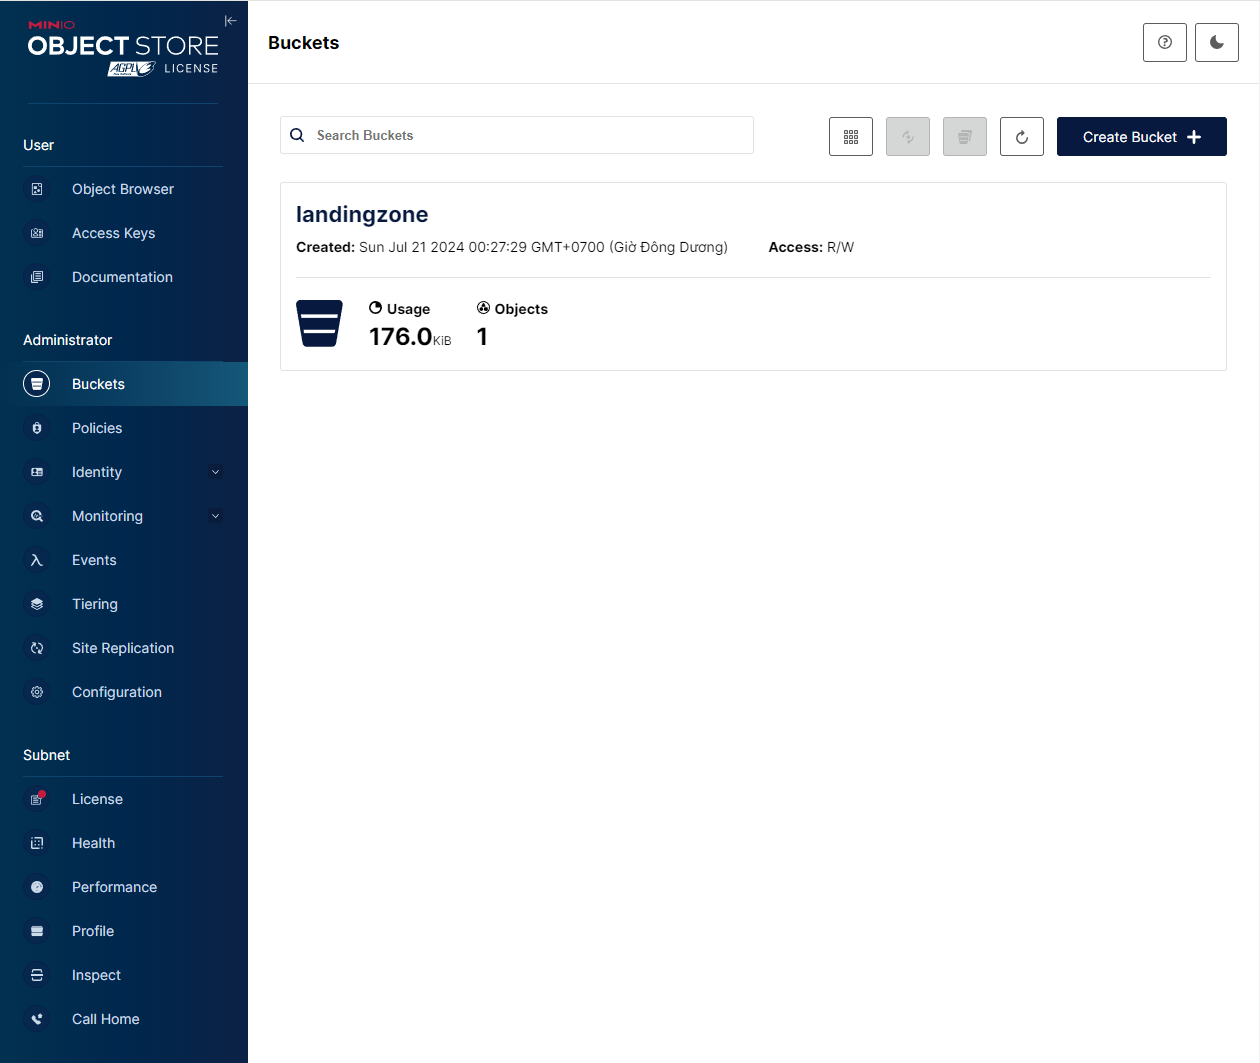 MINIO
OBJECT STORE
AGPL v3 LICENSE
User
Object Browser
Access Keys
Documentation
Administrator
Buckets
Policies
Identity
Monitoring
Events
Tiering
Site Replication
Configuration
Subnet
License
Health
Performance
Profile
Inspect
Call Home
Buckets
Search Buckets
Create Bucket
landingzone
Created: Sun Jul 21 2024 00:27:29 GMT+0700 (Giờ Đông Dương) Access: R/W
Usage Objects
176.0KiB 1